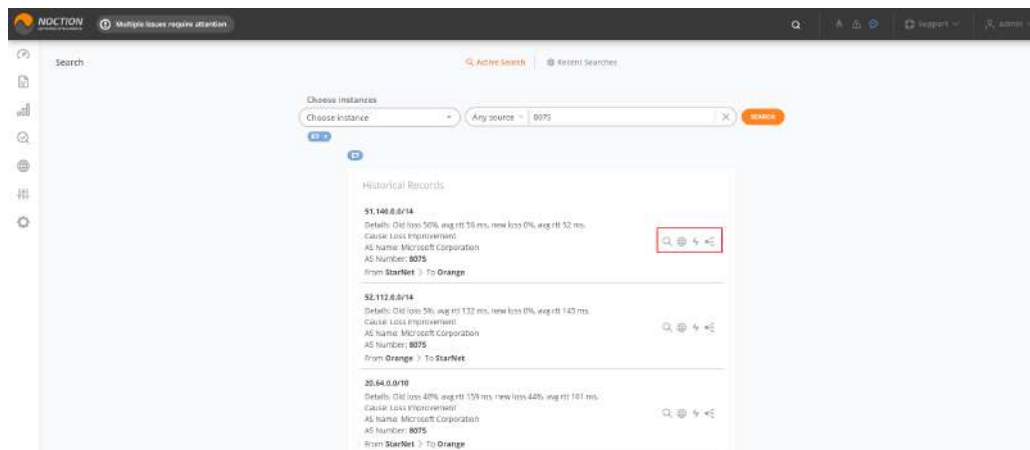 NOCTION
Multiple issues require attention
Support
admin
Search
Active Search
Recent Searches
Choose instances
Choose instance
Any source
8075
SEARCH
Historical Records
51.140.0.0/14
Details: Old loss 50%, avg rtt 56 ms, new loss 0%, avg rtt 52 ms.
Cause: Loss Improvement
AS Name: Microsoft Corporation
AS Number: 8075
From StarNet > To Orange
52.112.0.0/14
Details: Old loss 5%, avg rtt 132 ms, new loss 0%, avg rtt 143 ms.
Cause: Loss Improvement
AS Name: Microsoft Corporation
AS Number: 8075
From Orange > To StarNet
20.64.0.0/10
Details: Old loss 48%, avg rtt 159 ms, new loss 44%, avg rtt 161 ms.
Cause: Loss Improvement
AS Name: Microsoft Corporation
AS Number: 8075
From StarNet > To Orange